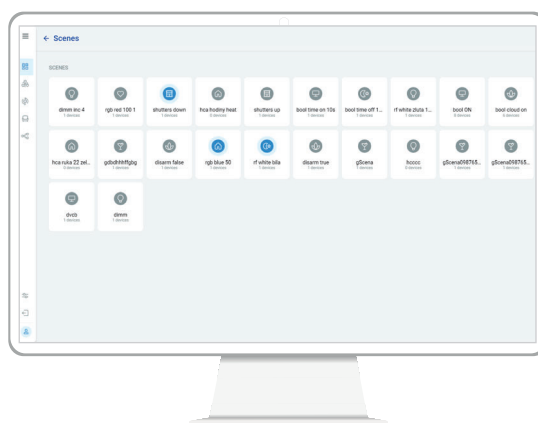 ← Scenes
SCENES
dimm inc 4
1 devices
rgb red 100 1
1 devices
shutters down
1 devices
hca hodiny heat
0 devices
shutters up
1 devices
bool time on 10s
1 devices
bool time off 1...
1 devices
rf white zluta 1...
1 devices
bool ON
8 devices
bool cloud on
0 devices
hca ruka 22 zel...
0 devices
gdbdhhhffgbg
1 devices
disarm false
1 devices
rgb blue 50
1 devices
rf white bila
1 devices
disarm true
1 devices
gScena
1 devices
hcccc
0 devices
gScena098765...
1 devices
gScena098765...
1 devices
dvcb
1 devices
dimm
1 devices